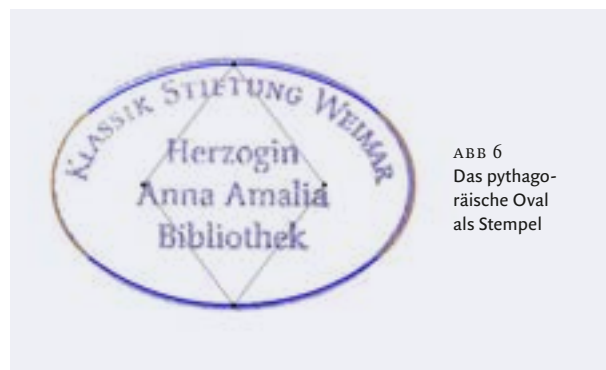 KLASSIK STIFTUNG WEIMAR
Herzogin
Anna Amalia
Bibliothek
ABB 6
Das pythago-
räische Oval
als Stempel